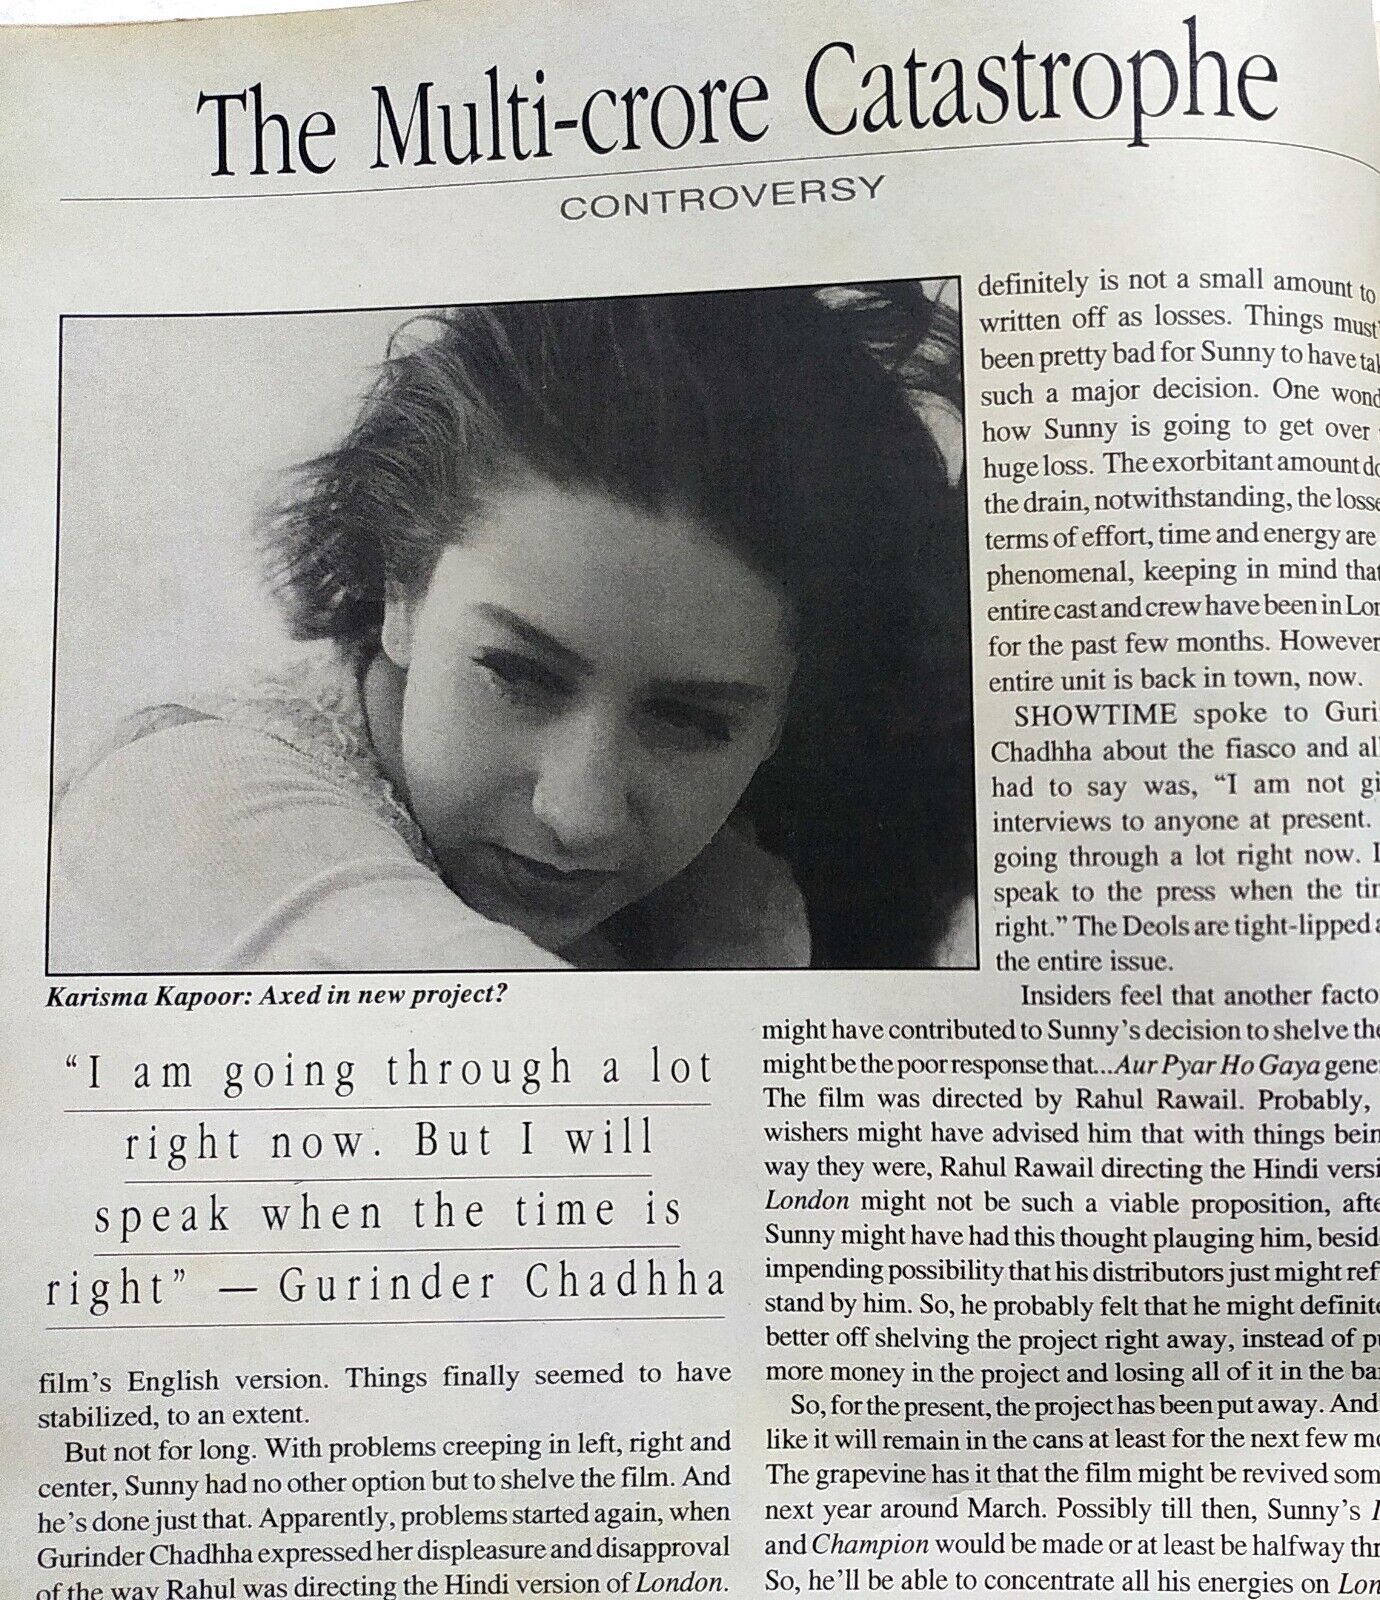 The Multi-crore Catastrophe
CONTROVERSY
Karisma Kapoor: Axed in new project?
“I am going through a lot
right now. But I will
speak when the time is
right” — Gurinder Chadhha
film’s English version. Things finally seemed to have
stabilized, to an extent.
But not for long. With problems creeping in left, right and
center, Sunny had no other option but to shelve the film. And
he’s done just that. Apparently, problems started again, when
Gurinder Chadhha expressed her displeasure and disapproval
of the way Rahul was directing the Hindi version of London.
definitely is not a small amount to
written off as losses. Things must
been pretty bad for Sunny to have
such a major decision. One
how Sunny is going to get over
huge loss. The exorbitant amount
the drain, notwithstanding, the
terms of effort, time and energy are
phenomenal, keeping in mind
entire cast and crew have been in
for the past few months. However
entire unit is back in town, now.
SHOWTIME spoke to
Chadhha about the fiasco and
had to say was, “I am not
interviews to anyone at present.
going through a lot right now.
speak to the press when the
right.” The Deols are tight-lipped
the entire issue.
Insiders feel that another
might have contributed to Sunny’s decision to shelve
might be the poor response that...Aur Pyar Ho Gaya
The film was directed by Rahul Rawail. Probably,
wishers might have advised him that with things
way they were, Rahul Rawail directing the Hindi
London might not be such a viable proposition,
Sunny might have had this thought plauging him,
impending possibility that his distributors just might
stand by him. So, he probably felt that he might
better off shelving the project right away, instead of
more money in the project and losing all of it in the
So, for the present, the project has been put away. And
like it will remain in the cans at least for the next few
The grapevine has it that the film might be revived
next year around March. Possibly till then, Sunny’s
and Champion would be made or at least be halfway
So, he’ll be able to concentrate all his energies on